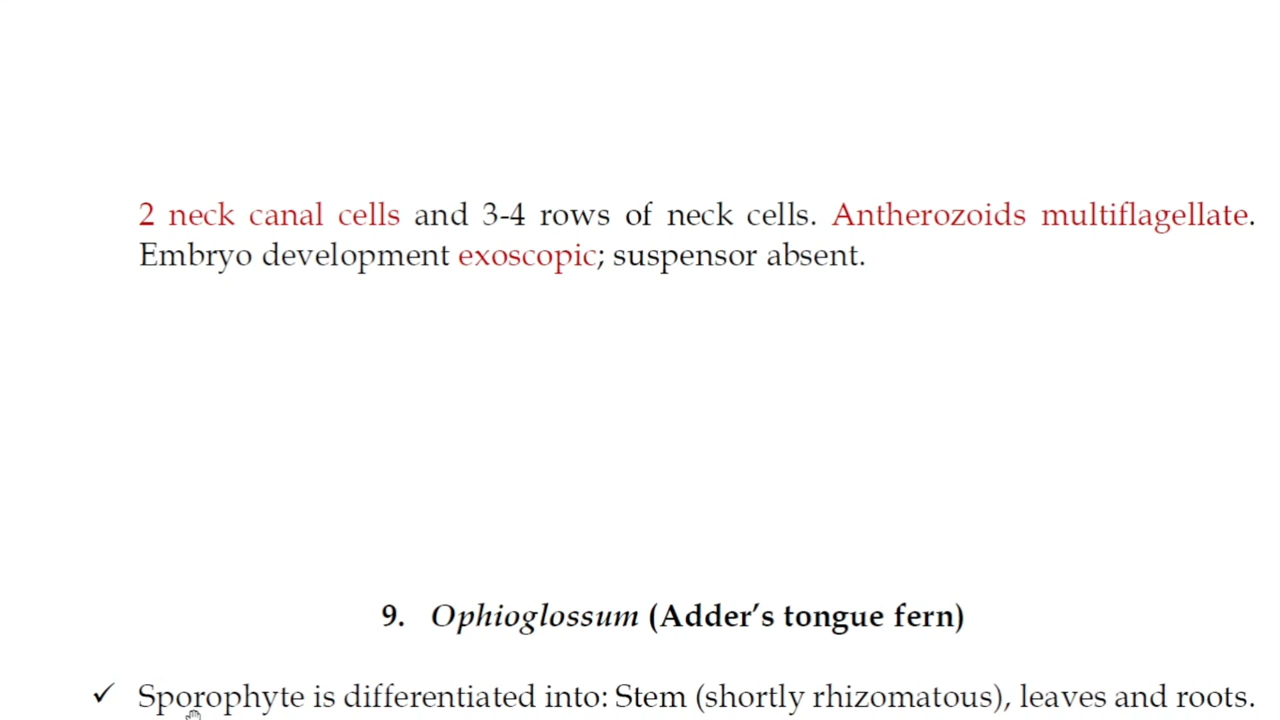 2 neck canal cells and 3-4 rows of neck cells. Antherozoids multiflagellate.
Embryo development exoscopic; suspensor absent.
9. Ophioglossum (Adder’s tongue fern)
✓ Sporophyte is differentiated into: Stem (shortly rhizomatous), leaves and roots.